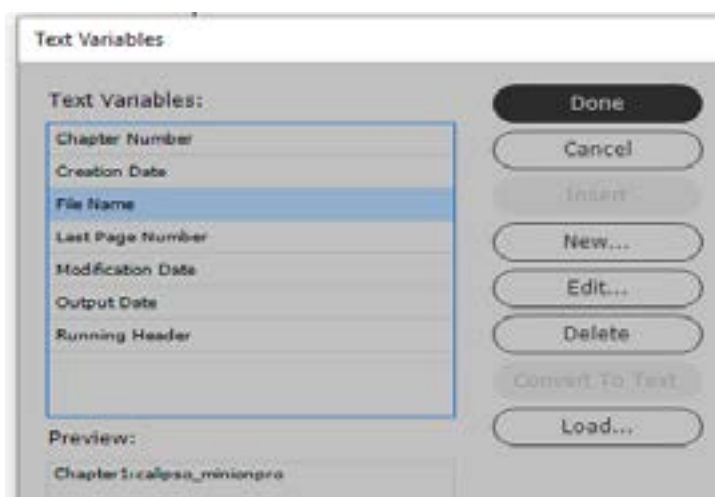 Text Variables
Text Variables:
Chapter Number
Creation Date
File Name
Last Page Number
Modification Date
Output Date
Running Header
Preview:
Chapter1:calipso_minionpro
Done
Cancel
Insert
New...
Edit...
Delete
Convert To Text
Load...